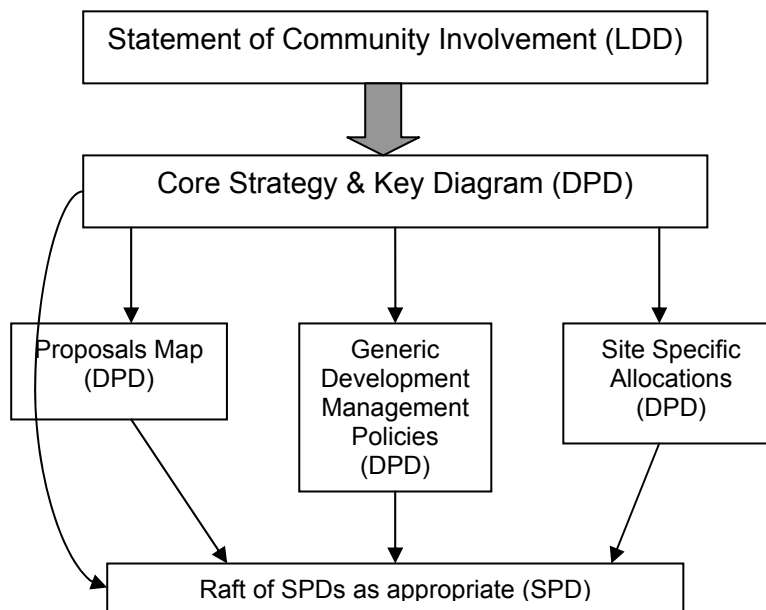 Statement of Community Involvement (LDD)
Core Strategy & Key Diagram (DPD)
Proposals Map
(DPD)
Generic
Development
Management
Policies
(DPD)
Site Specific
Allocations
(DPD)
Raft of SPDs as appropriate (SPD)